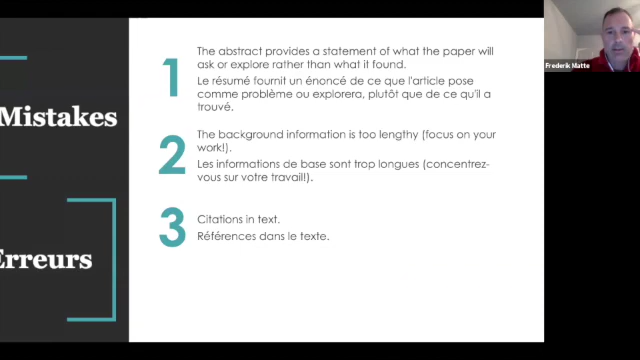 Mistakes
Erreurs
1
The abstract provides a statement of what the paper will
ask or explore rather than what it found.
Le résumé fournit un énoncé de ce que l'article pose
comme problème ou explorera, plutôt que de ce qu'il a
trouvé.
2
The background information is too lengthy (focus on your
work!).
Les informations de base sont trop longues (concentrez-
vous sur votre travail!).
3
Citations in text.
Références dans le texte.
Frederik Matte